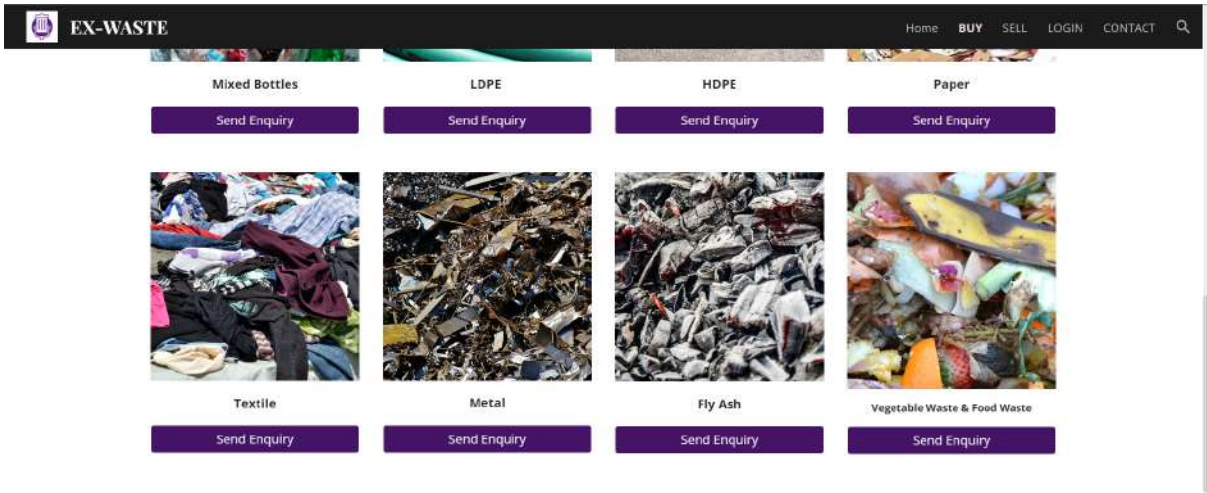 EX-WASTE
Home BUY SELL LOGIN CONTACT
Mixed Bottles LDPE HDPE Paper
Send Enquiry Send Enquiry Send Enquiry Send Enquiry
Textile Metal Fly Ash Vegetable Waste & Food Waste
Send Enquiry Send Enquiry Send Enquiry Send Enquiry